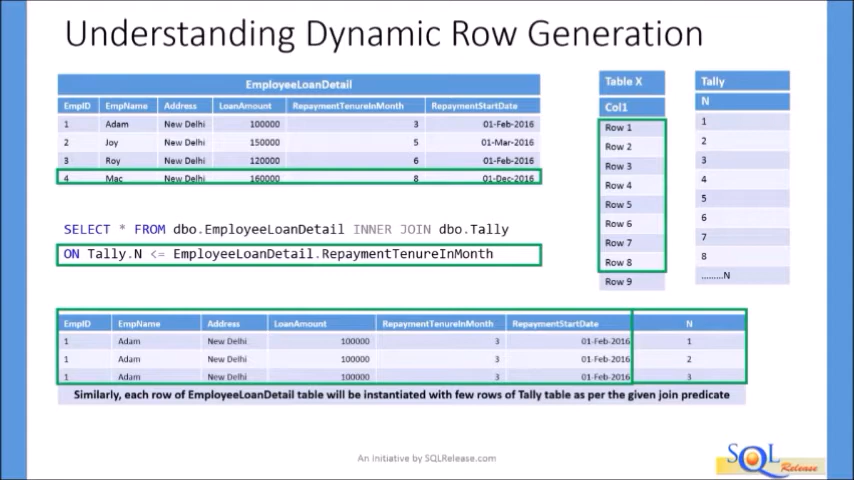 Understanding Dynamic Row Generation
EmployeeLoanDetail
EmpID EmpName Address LoanAmount RepaymentTenureInMonth RepaymentStartDate
1 Adam New Delhi 100000 3 01-Feb-2016
2 Joy New Delhi 150000 5 01-Mar-2016
3 Roy New Delhi 120000 6 01-Feb-2016
4 Mac New Delhi 160000 8 01-Dec-2016
Table X
Col1
Row 1
Row 2
Row 3
Row 4
Row 5
Row 6
Row 7
Row 8
Row 9
Tally
N
1
2
3
4
5
6
7
8
.........N
SELECT * FROM dbo.EmployeeLoanDetail INNER JOIN dbo.Tally
ON Tally.N <= EmployeeLoanDetail.RepaymentTenureInMonth
EmpID EmpName Address LoanAmount RepaymentTenureInMonth RepaymentStartDate N
1 Adam New Delhi 100000 3 01-Feb-2016 1
1 Adam New Delhi 100000 3 01-Feb-2016 2
1 Adam New Delhi 100000 3 01-Feb-2016 3
Similarly, each row of EmployeeLoanDetail table will be instantiated with few rows of Tally table as per the given join predicate
An Initiative by SQLRelease.com
SQL Release